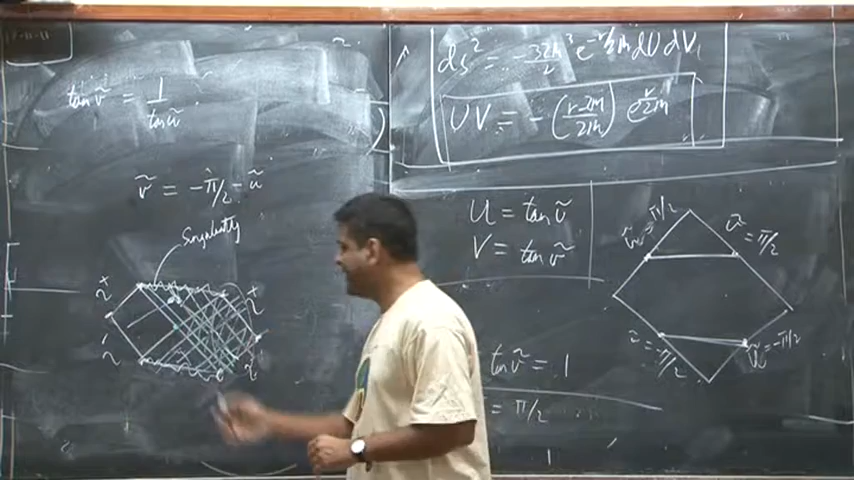 tan ṽ = 1 / tan ũ
ṽ = -π/2 - ũ
Singularity
ds² = - 32m³ / r e^{-r/2m} dU dV,
UV = - ( r-2m / 2m ) e^{r/2m}
U = tan ũ
V = tan ṽ
ũ = π/2
ṽ = π/2
ṽ = -π/2
ũ = -π/2
tan ṽ = 1
= π/2